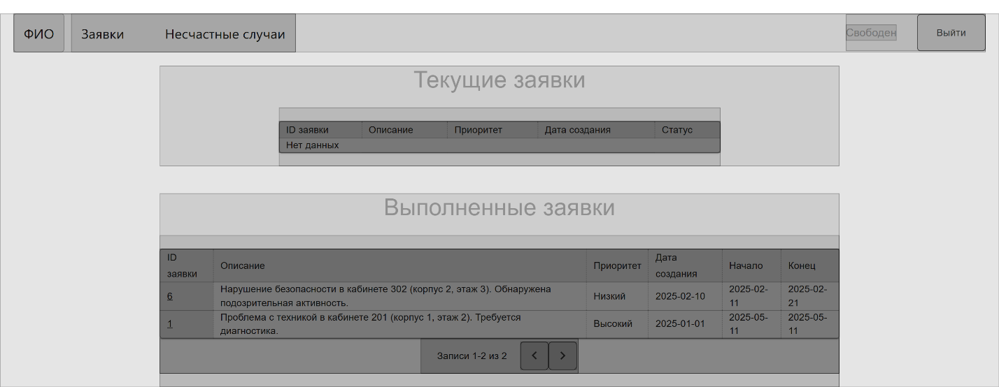 ФИО Заявки Несчастные случаи Свободен Выйти
Текущие заявки
ID заявки Описание Приоритет Дата создания Статус
Нет данных
Выполненные заявки
ID заявки Описание Приоритет Дата создания Начало Конец
6 Нарушение безопасности в кабинете 302 (корпус 2, этаж 3). Обнаружена подозрительная активность. Низкий 2025-02-10 2025-02-11 2025-02-21
1 Проблема с техникой в кабинете 201 (корпус 1, этаж 2). Требуется диагностика. Высокий 2025-01-01 2025-05-11 2025-05-11
Записи 1-2 из 2